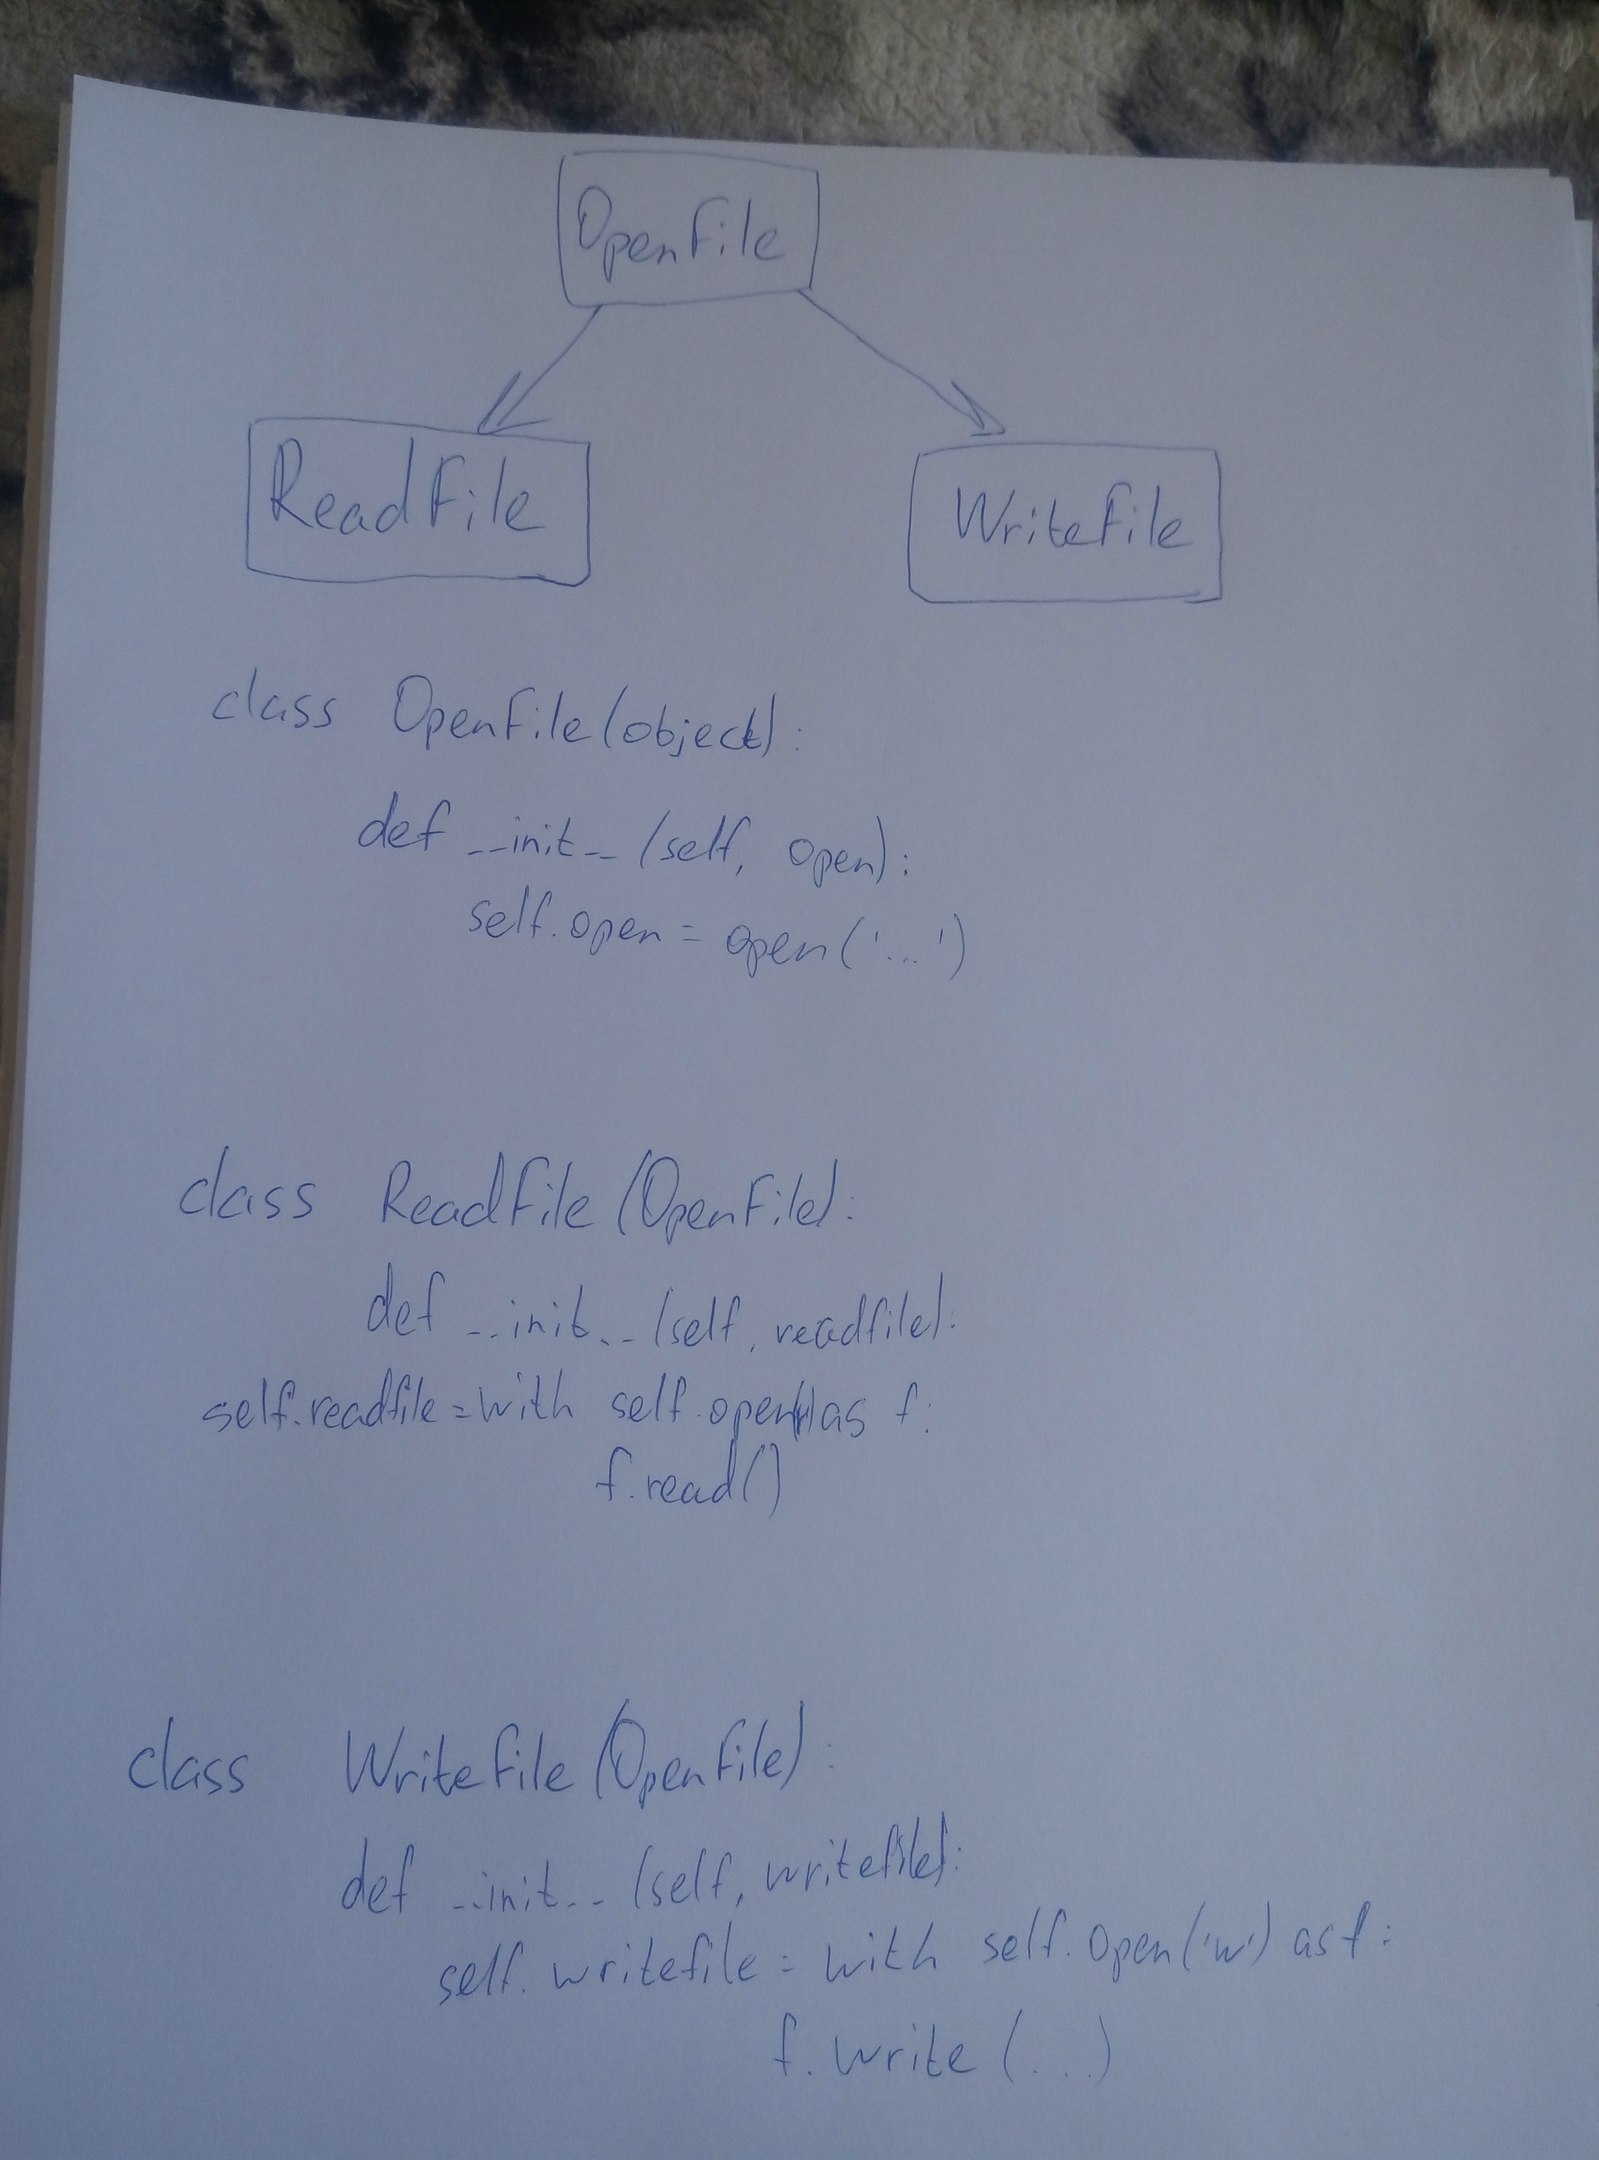 OpenFile
ReadFile
WriteFile
class OpenFile(object):
def __init__(self, open):
self.open = open('...')
class ReadFile(OpenFile):
def __init__(self, readfile):
self.readfile = with self.open as f:
f.read()
class WriteFile(OpenFile):
def __init__(self, writefile):
self.writefile = with self.open('w') as f:
f.write(...)